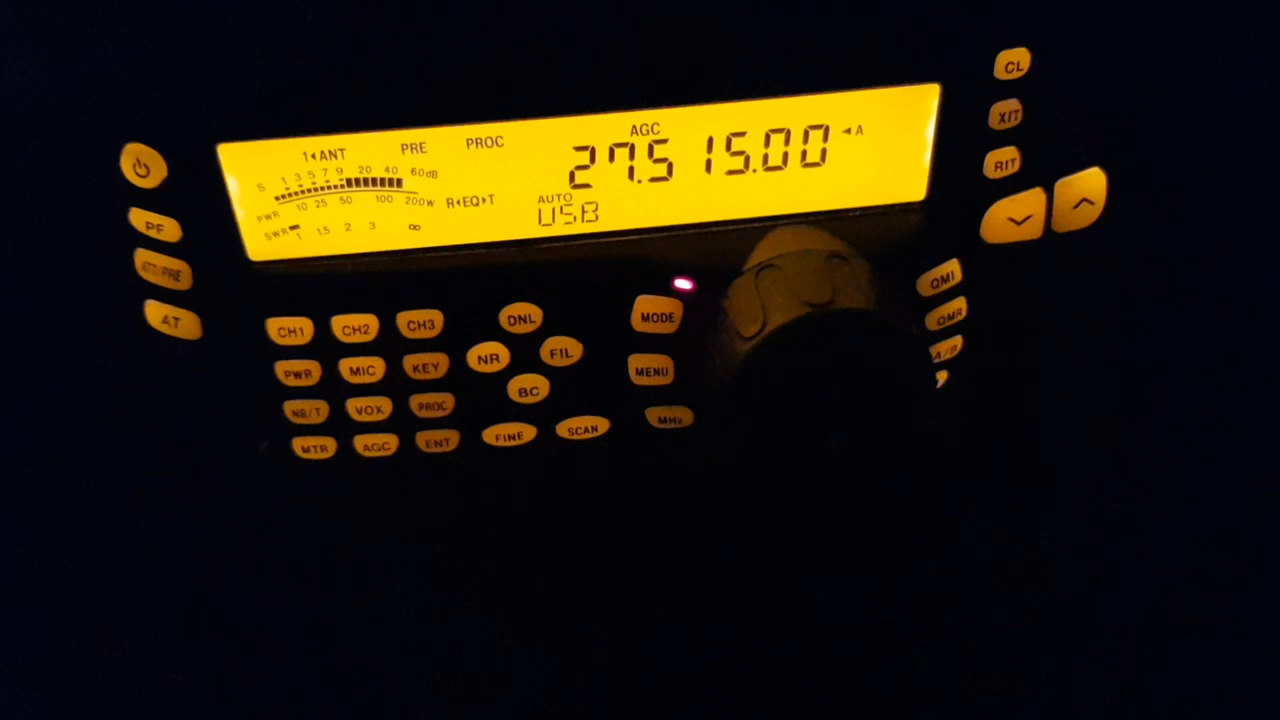 1◄ANT PRE PROC AGC
27.515.00 ◄A
S 1 3 5 7 9 20 40 60dB
PWR 10 25 50 100 200W R◄EQ►T AUTO
USB
SWR 1 1.5 2 3 ∞
PF
ATT/PRE
AT
CH1 CH2 CH3 DNL MODE
PWR MIC KEY NR FIL MENU
NB/T VOX PROC BC
MTR AGC ENT FINE SCAN MHz
CL
XIT
RIT
QMI
QMR
A/B